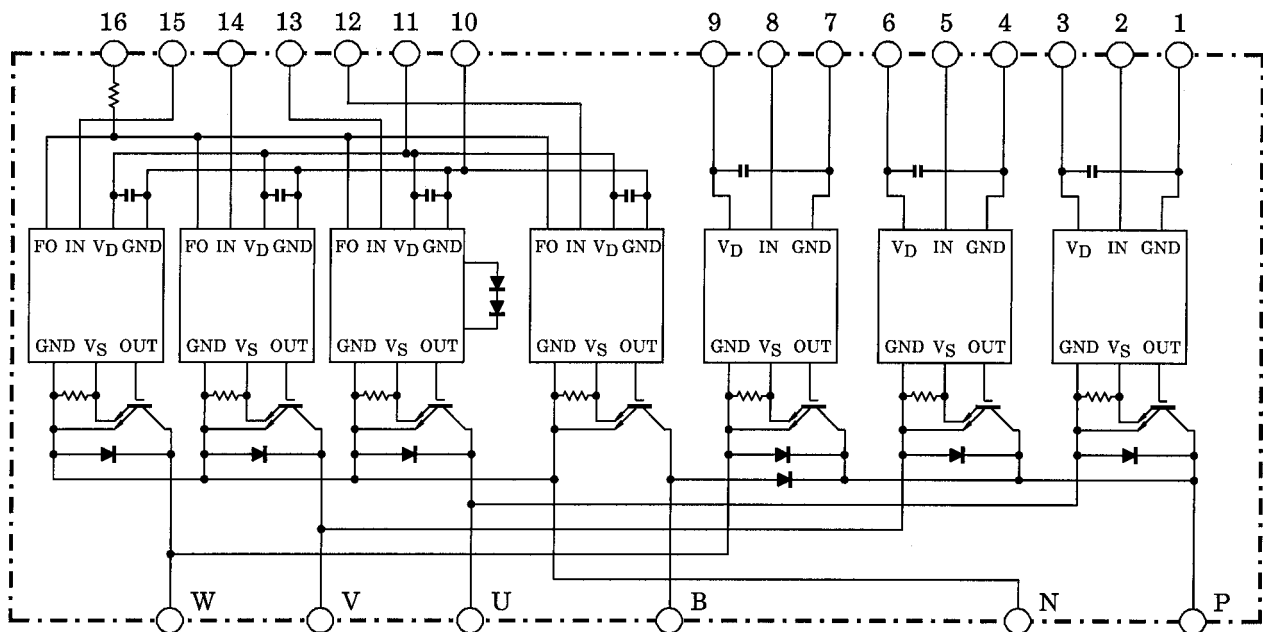 16 15 14 13 12 11 10 9 8 7 6 5 4 3 2 1
FO IN VD GND FO IN VD GND FO IN VD GND FO IN VD GND VD IN GND VD IN GND VD IN GND
GND VS OUT GND VS OUT GND VS OUT GND VS OUT GND VS OUT GND VS OUT GND VS OUT
W V U B N P